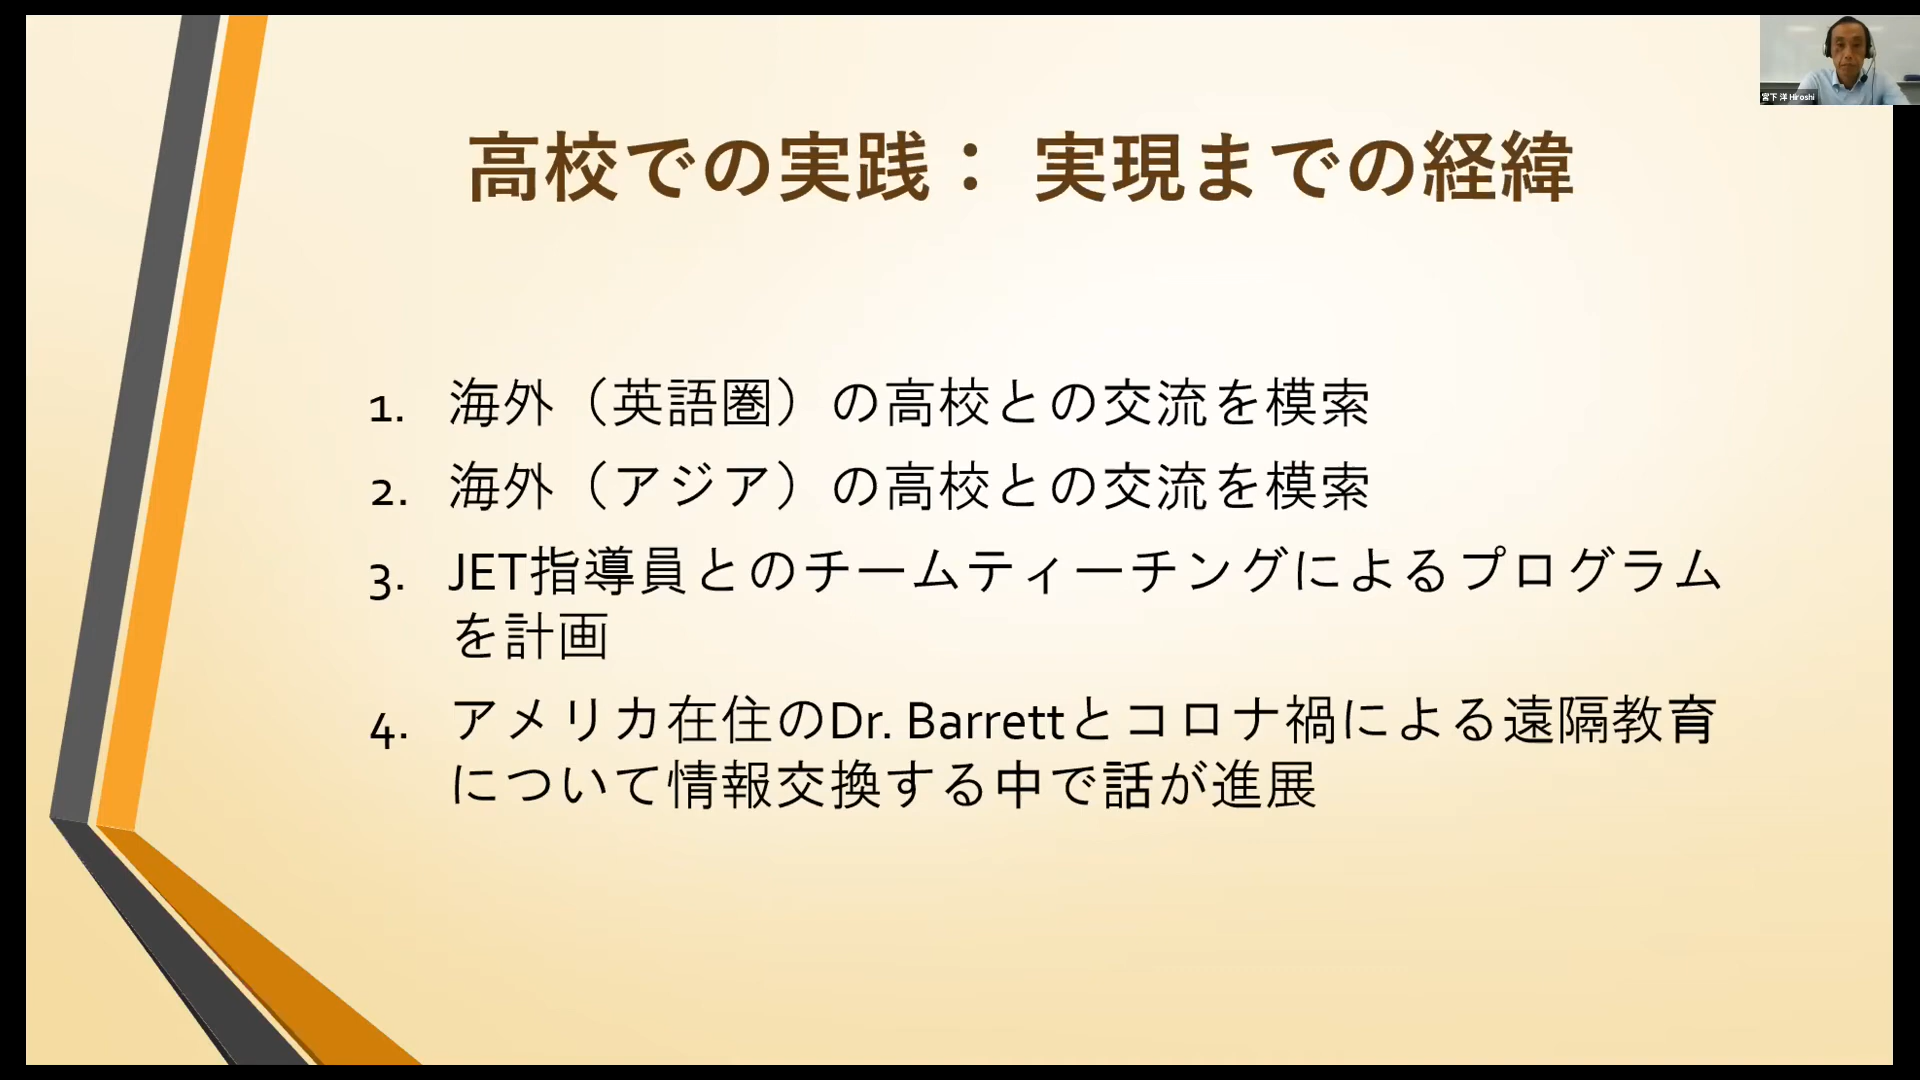 宮下 洋 Hiroshi
高校での実践： 実現までの経緯
1. 海外（英語圏）の高校との交流を模索
2. 海外（アジア）の高校との交流を模索
3. JET指導員とのチームティーチングによるプログラム
を計画
4. アメリカ在住のDr. Barrettとコロナ禍による遠隔教育
について情報交換する中で話が進展